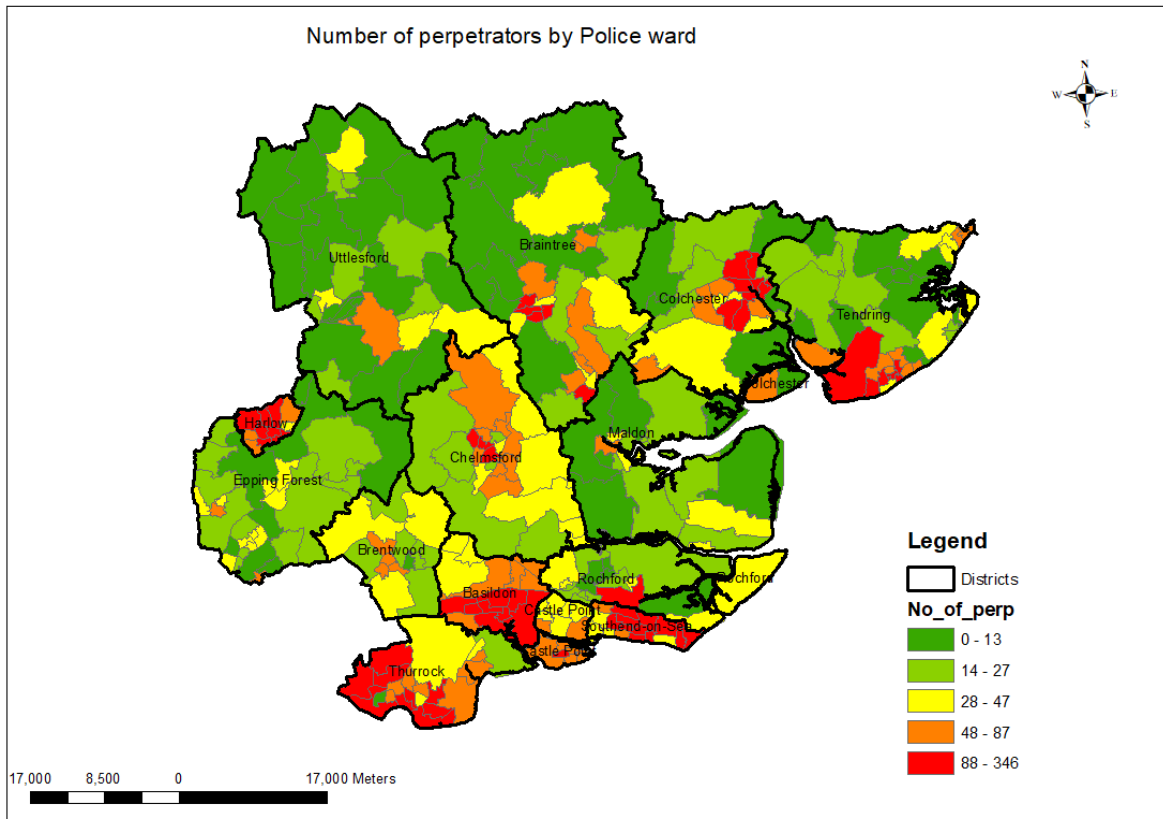 Number of perpetrators by Police ward
N
W E
S
Uttlesford
Braintree
Colchester
Tendring
Colchester
Harlow
Maldon
Chelmsford
Epping Forest
Brentwood
Rochford
Rochford
Basildon
Castle Point
Southend-on-Sea
Castle Point
Thurrock
Legend
Districts
No_of_perp
0 - 13
14 - 27
28 - 47
48 - 87
88 - 346
17,000 8,500 0 17,000 Meters